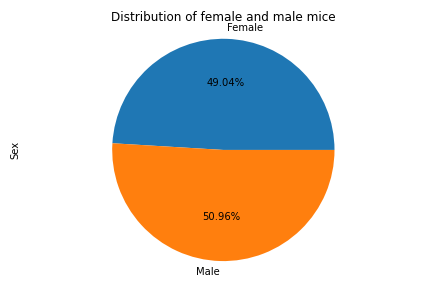 Distribution of female and male mice
Female
49.04%
Sex
50.96%
Male